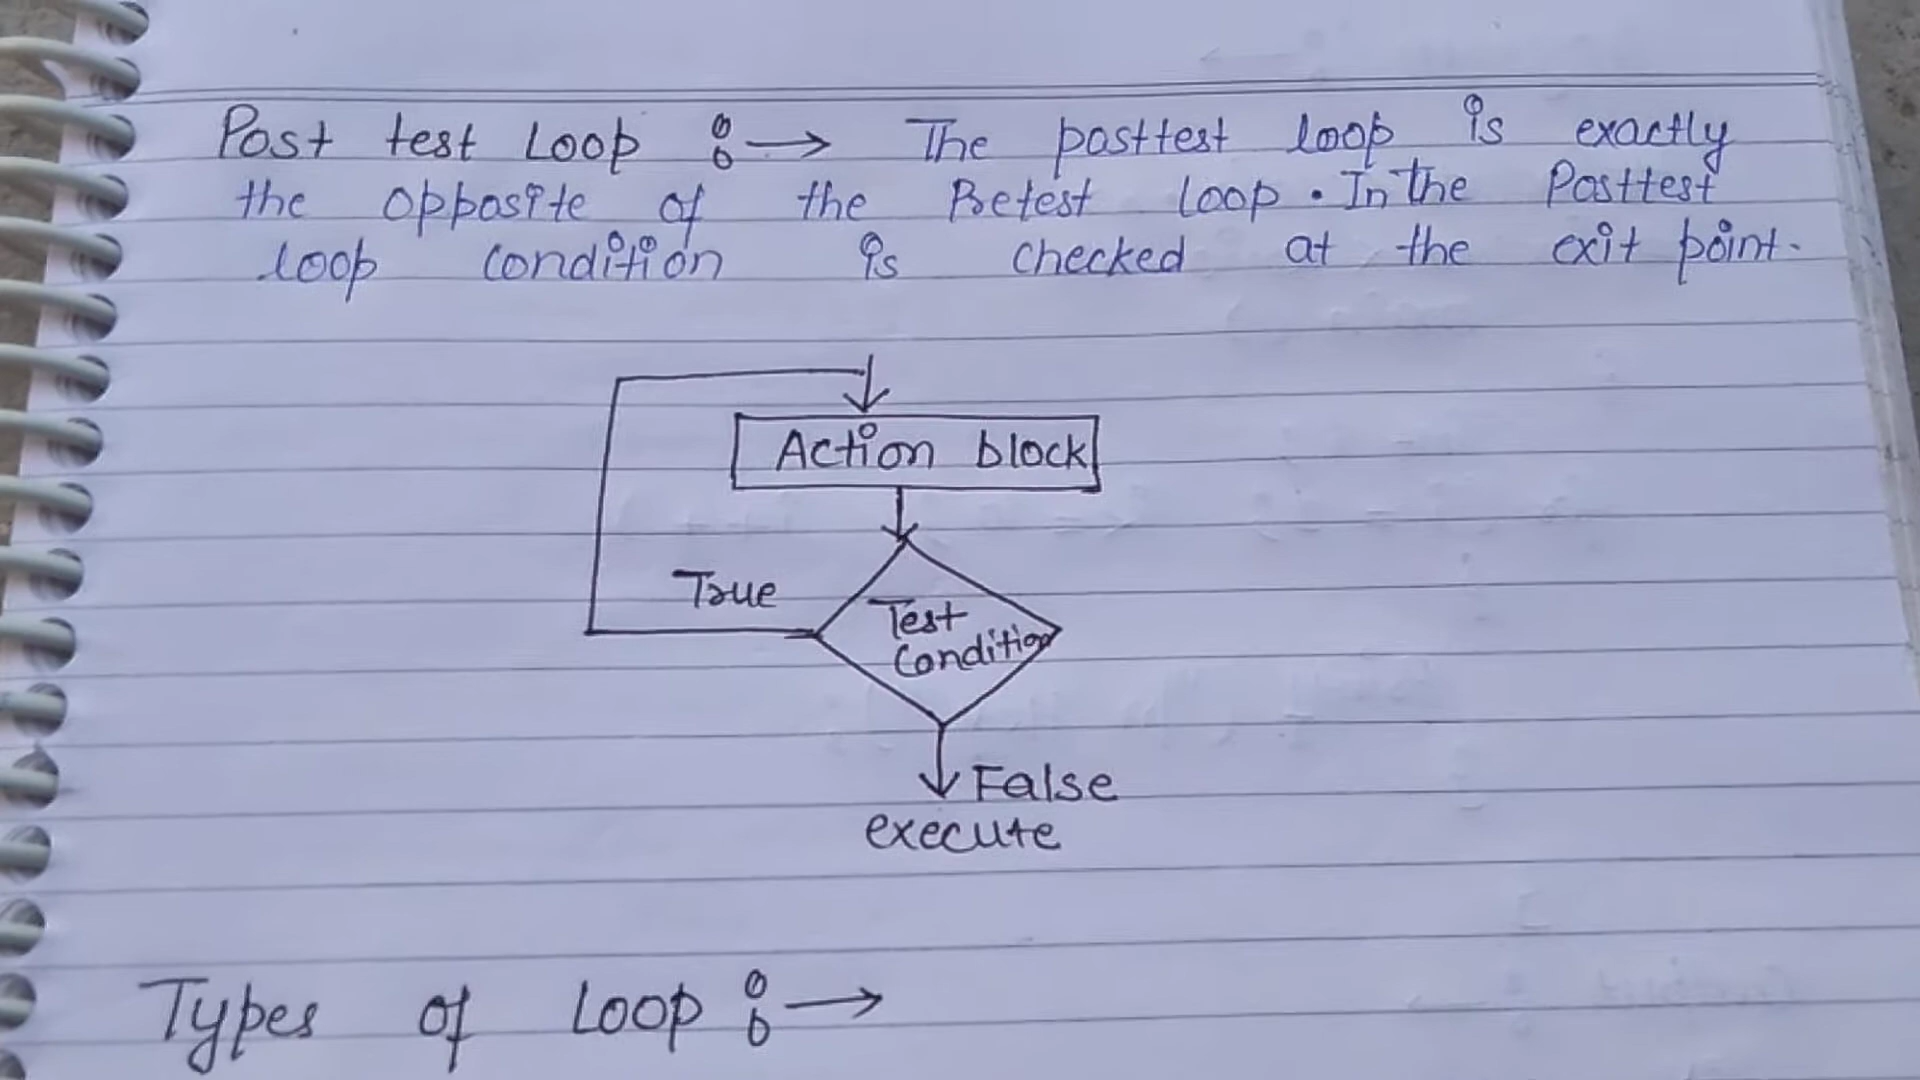 Post test Loop :→ The posttest loop is exactly
the opposite of the Pretest loop. In the Posttest
loop condition is checked at the exit point.
Action block
True
Test
Condition
False
execute
Types of Loop :→